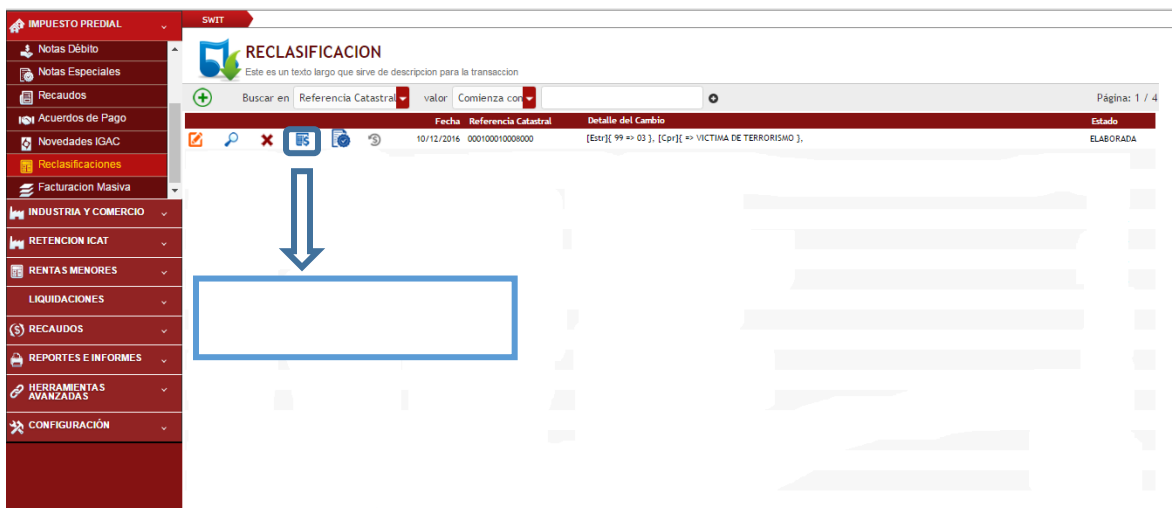 IMPUESTO PREDIAL
Notas Débito
Notas Especiales
Recaudos
Acuerdos de Pago
Novedades IGAC
Reclasificaciones
Facturacion Masiva
INDUSTRIA Y COMERCIO
RETENCION ICAT
RENTAS MENORES
LIQUIDACIONES
RECAUDOS
REPORTES E INFORMES
HERRAMIENTAS
AVANZADAS
CONFIGURACIÓN
SWIT
RECLASIFICACION
Este es un texto largo que sirve de descripcion para la transaccion
Buscar en Referencia Catastral valor Comienza con Página: 1 / 4
Fecha Referencia Catastral Detalle del Cambio Estado
10/12/2016 000100010008000 [Estr]{ 99 => 03 }, [Cpr]{ => VICTIMA DE TERRORISMO }, ELABORADA